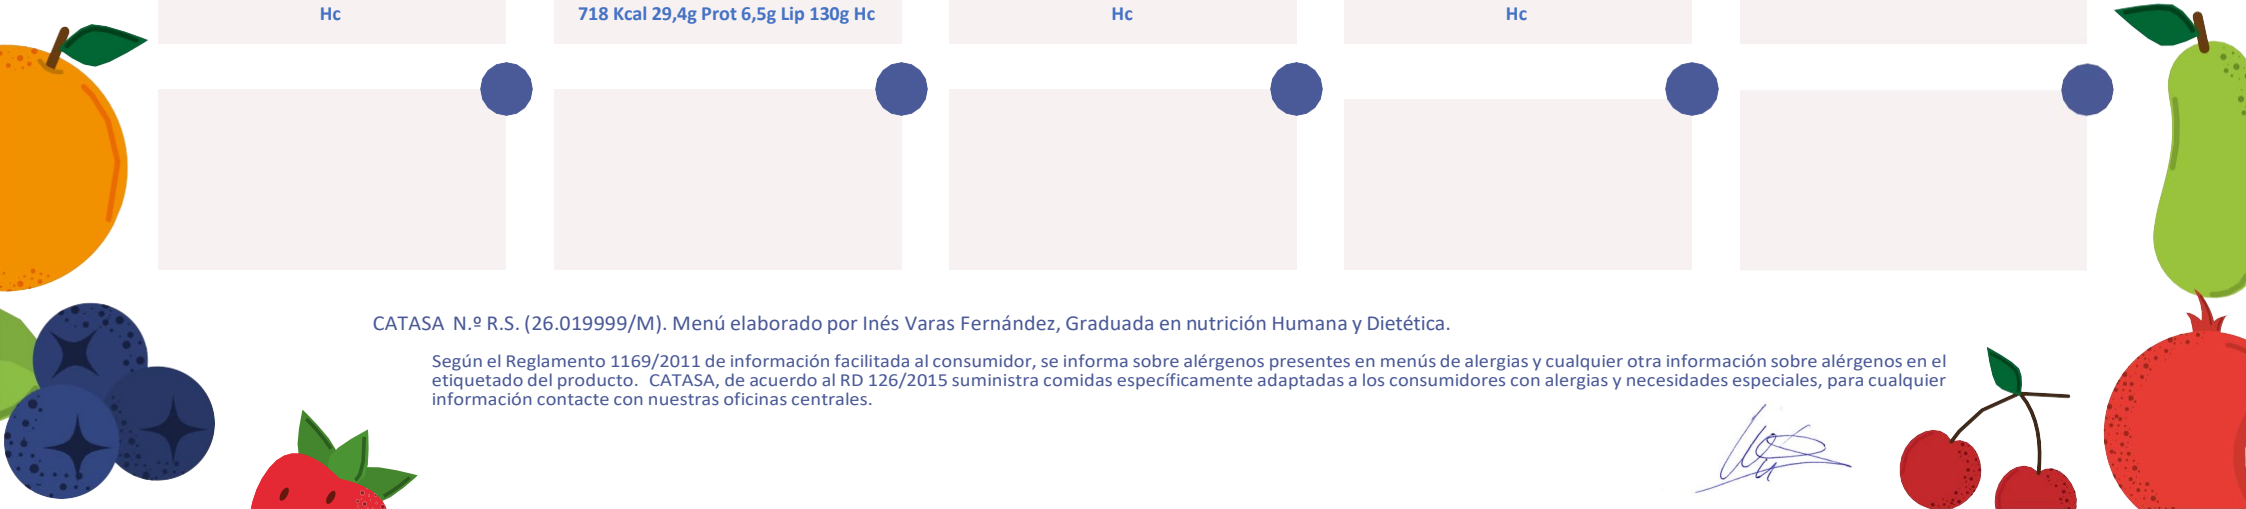 Hc
718 Kcal 29,4g Prot 6,5g Lip 130g Hc
Hc
Hc
CATASA N.º R.S. (26.019999/M). Menú elaborado por Inés Varas Fernández, Graduada en nutrición Humana y Dietética.
Según el Reglamento 1169/2011 de información facilitada al consumidor, se informa sobre alérgenos presentes en menús de alergias y cualquier otra información sobre alérgenos en el
etiquetado del producto. CATASA, de acuerdo al RD 126/2015 suministra comidas específicamente adaptadas a los consumidores con alergias y necesidades especiales, para cualquier
información contacte con nuestras oficinas centrales.